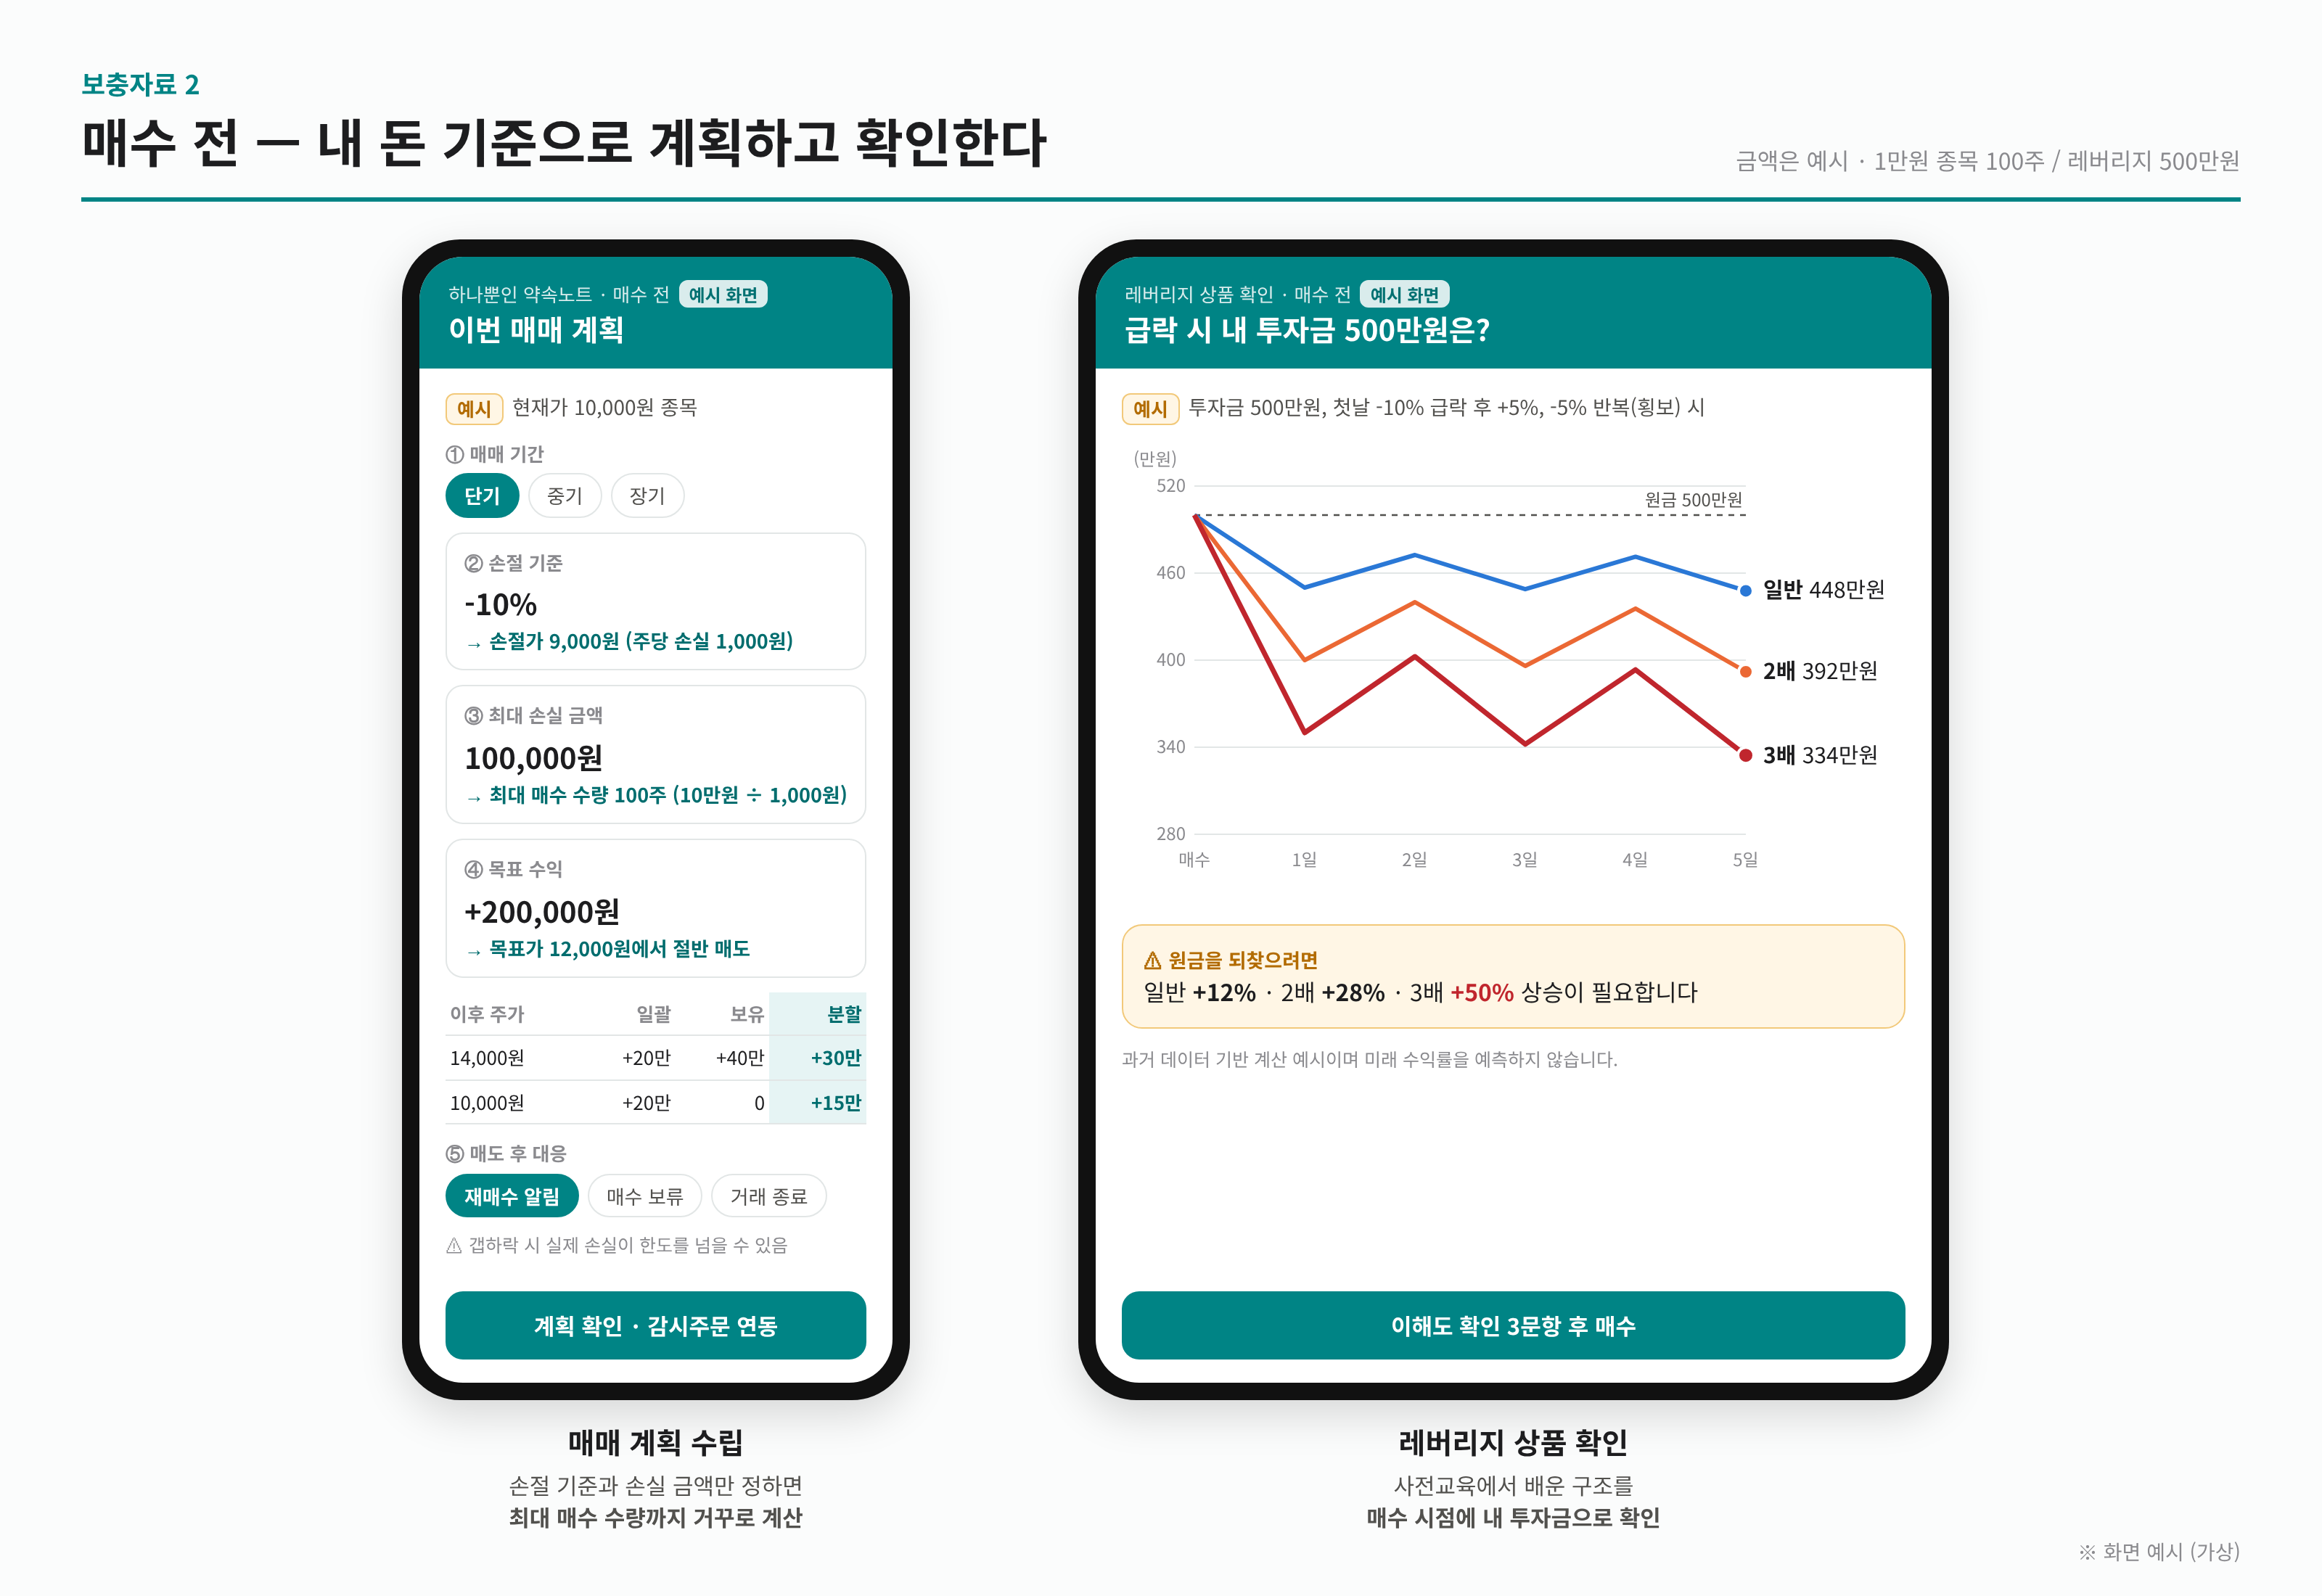 보충자료 2
매수 전 — 내 돈 기준으로 계획하고 확인한다
금액은 예시 · 1만원 종목 100주 / 레버리지 500만원
하나뿐인 약속노트 · 매수 전 예시 화면
이번 매매 계획
예시 현재가 10,000원 종목
① 매매 기간
단기 중기 장기
② 손절 기준
-10%
→ 손절가 9,000원 (주당 손실 1,000원)
③ 최대 손실 금액
100,000원
→ 최대 매수 수량 100주 (10만원 ÷ 1,000원)
④ 목표 수익
+200,000원
→ 목표가 12,000원에서 절반 매도
이후 주가 일괄 보유 분할
14,000원 +20만 +40만 +30만
10,000원 +20만 0 +15만
⑤ 매도 후 대응
재매수 알림 매수 보류 거래 종료
⚠ 갭하락 시 실제 손실이 한도를 넘을 수 있음
계획 확인 · 감시주문 연동
매매 계획 수립
손절 기준과 손실 금액만 정하면
최대 매수 수량까지 거꾸로 계산
레버리지 상품 확인 · 매수 전 예시 화면
급락 시 내 투자금 500만원은?
예시 투자금 500만원, 첫날 -10% 급락 후 +5%, -5% 반복(횡보) 시
(만원)
520
원금 500만원
460
일반 448만원
400
2배 392만원
340
3배 334만원
280
매수 1일 2일 3일 4일 5일
⚠ 원금을 되찾으려면
일반 +12% · 2배 +28% · 3배 +50% 상승이 필요합니다
과거 데이터 기반 계산 예시이며 미래 수익률을 예측하지 않습니다.
이해도 확인 3문항 후 매수
레버리지 상품 확인
사전교육에서 배운 구조를
매수 시점에 내 투자금으로 확인
※ 화면 예시 (가상)